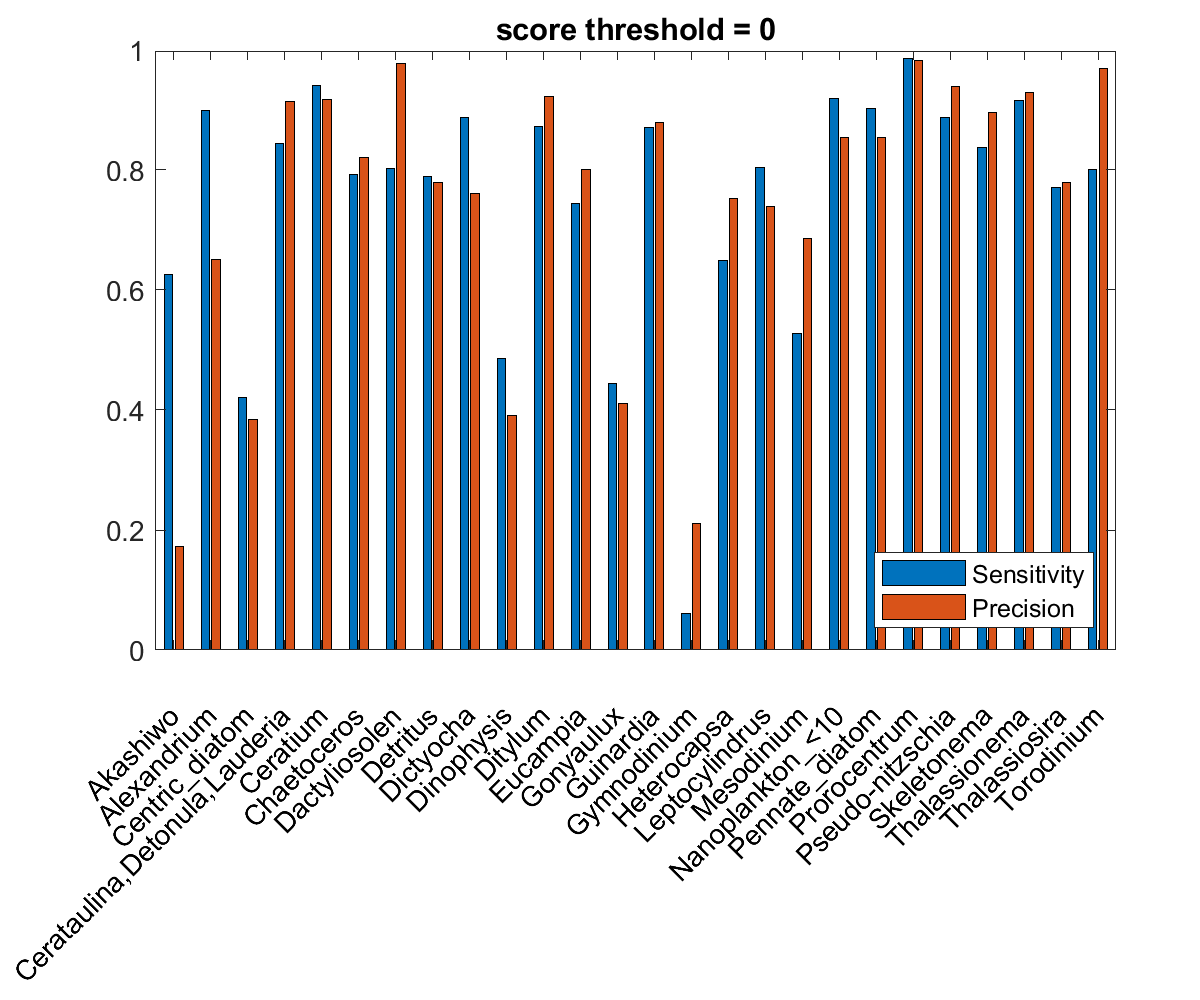 score threshold = 0
1
0.8
0.6
0.4
0.2
0
Sensitivity
Precision
Akashiwo
Alexandrium
Centric_diatom
Cerataulina,Detonula,Lauderia
Ceratium
Chaetoceros
Dactyliosolen
Detritus
Dictyocha
Dinophysis
Ditylum
Eucampia
Gonyaulux
Guinardia
Gymnodinium
Heterocapsa
Leptocylindrus
Mesodinium
Nanoplankton_<10
Pennate_diatom
Prorocentrum
Pseudo-nitzschia
Skeletonema
Thalassionema
Thalassiosira
Torodinium